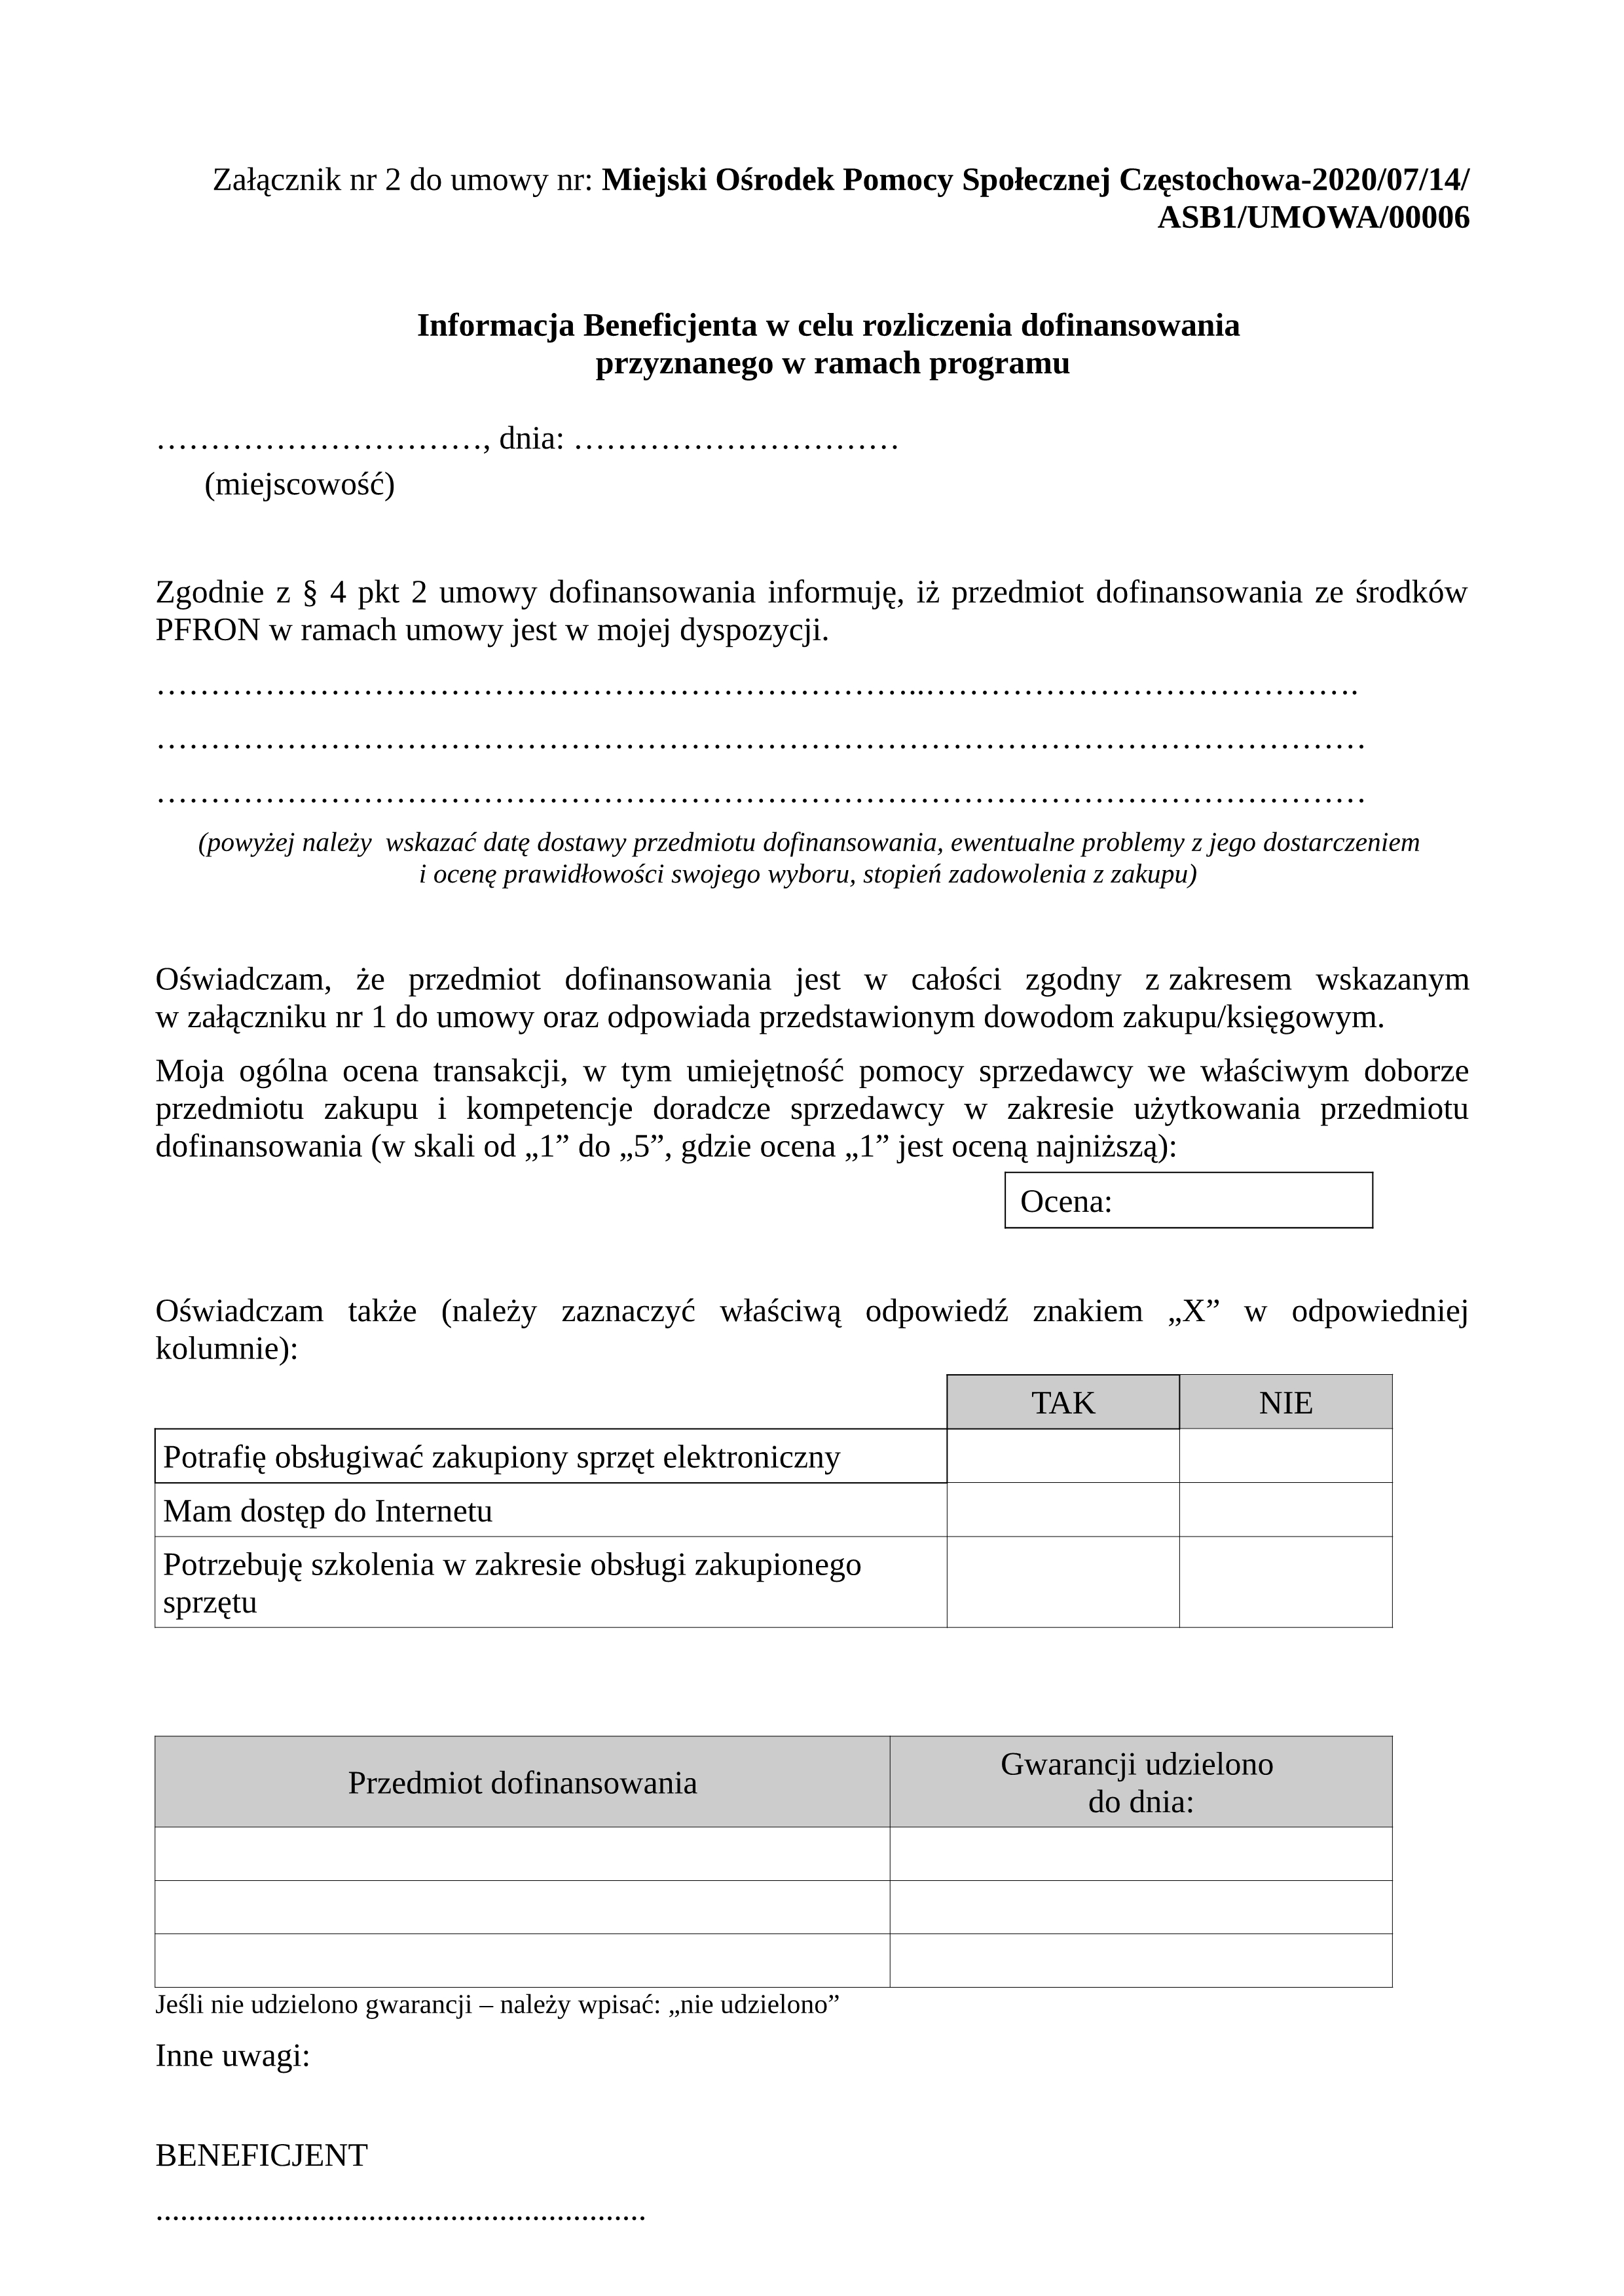 Załącznik nr 2 do umowy nr: Miejski Ośrodek Pomocy Społecznej Częstochowa-2020/07/14/
ASB1/UMOWA/00006
Informacja Beneficjenta w celu rozliczenia dofinansowania
przyznanego w ramach programu
…………………………, dnia: …………………………
(miejscowość)
Zgodnie z § 4 pkt 2 umowy dofinansowania informuję, iż przedmiot dofinansowania ze środków
PFRON w ramach umowy jest w mojej dyspozycji.
……………………………………………………………..………………………………….
…………………………………………………………………………………………………
…………………………………………………………………………………………………
(powyżej należy  wskazać datę dostawy przedmiotu dofinansowania, ewentualne problemy z jego dostarczeniem
i ocenę prawidłowości swojego wyboru, stopień zadowolenia z zakupu)
Oświadczam, że przedmiot dofinansowania jest w całości zgodny z zakresem wskazanym
w załączniku nr 1 do umowy oraz odpowiada przedstawionym dowodom zakupu/księgowym.
Moja ogólna ocena transakcji, w tym umiejętność pomocy sprzedawcy we właściwym doborze
przedmiotu zakupu i kompetencje doradcze sprzedawcy w zakresie użytkowania przedmiotu
dofinansowania (w skali od „1” do „5”, gdzie ocena „1” jest oceną najniższą):
Ocena:
Oświadczam także (należy zaznaczyć właściwą odpowiedź znakiem „X” w odpowiedniej
kolumnie):
TAK NIE
Potrafię obsługiwać zakupiony sprzęt elektroniczny
Mam dostęp do Internetu
Potrzebuję szkolenia w zakresie obsługi zakupionego
sprzętu
Przedmiot dofinansowania
Gwarancji udzielono
do dnia:
Jeśli nie udzielono gwarancji – należy wpisać: „nie udzielono”
Inne uwagi:
BENEFICJENT
............................................................